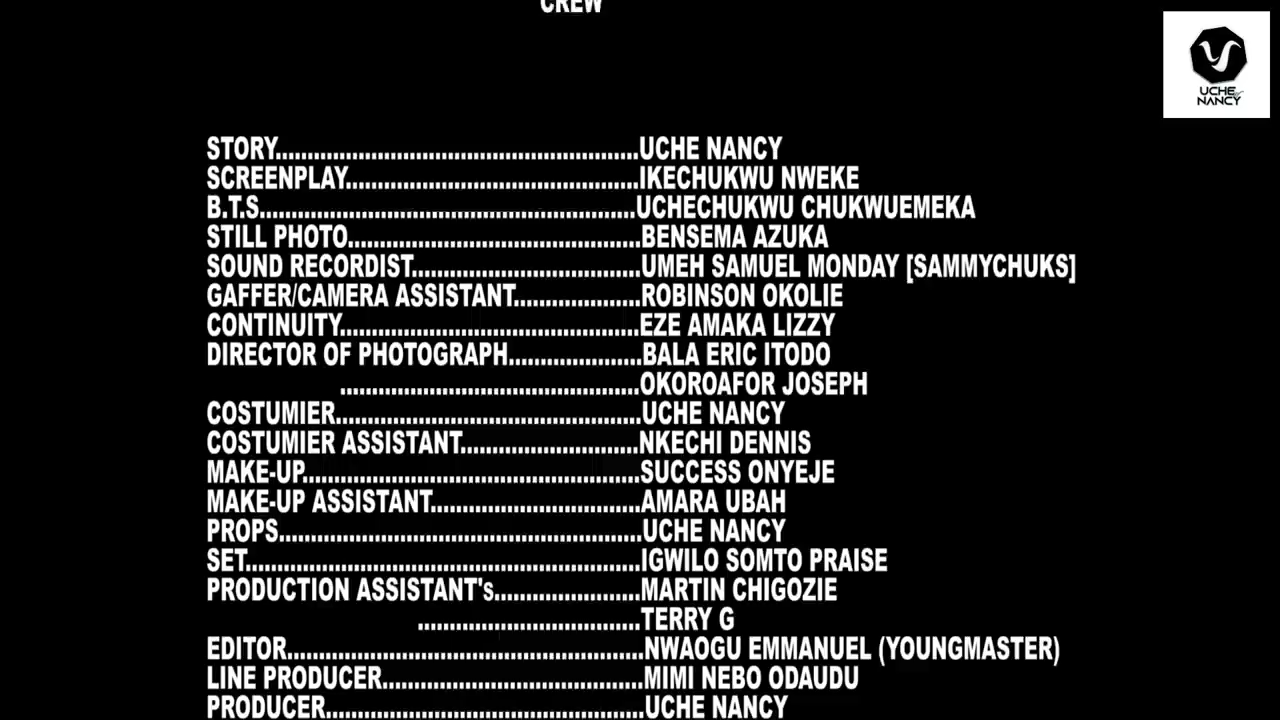 CREW
UCHE
NANCY
STORY..........................................................UCHE NANCY
SCREENPLAY...............................................IKECHUKWU NWEKE
B.T.S............................................................UCHECHUKWU CHUKWUEMEKA
STILL PHOTO...............................................BENSEMA AZUKA
SOUND RECORDIST....................................UMEH SAMUEL MONDAY [SAMMYCHUKS]
GAFFER/CAMERA ASSISTANT....................ROBINSON OKOLIE
CONTINUITY................................................EZE AMAKA LIZZY
DIRECTOR OF PHOTOGRAPH.....................BALA ERIC ITODO
................................................OKOROAFOR JOSEPH
COSTUMIER.................................................UCHE NANCY
COSTUMIER ASSISTANT............................NKECHI DENNIS
MAKE-UP......................................................SUCCESS ONYEJE
MAKE-UP ASSISTANT.................................AMARA UBAH
PROPS..........................................................UCHE NANCY
SET...............................................................IGWILO SOMTO PRAISE
PRODUCTION ASSISTANT's.......................MARTIN CHIGOZIE
...................................TERRY G
EDITOR.........................................................NWAOGU EMMANUEL (YOUNGMASTER)
LINE PRODUCER.........................................MIMI NEBO ODAUDU
PRODUCER..................................................UCHE NANCY